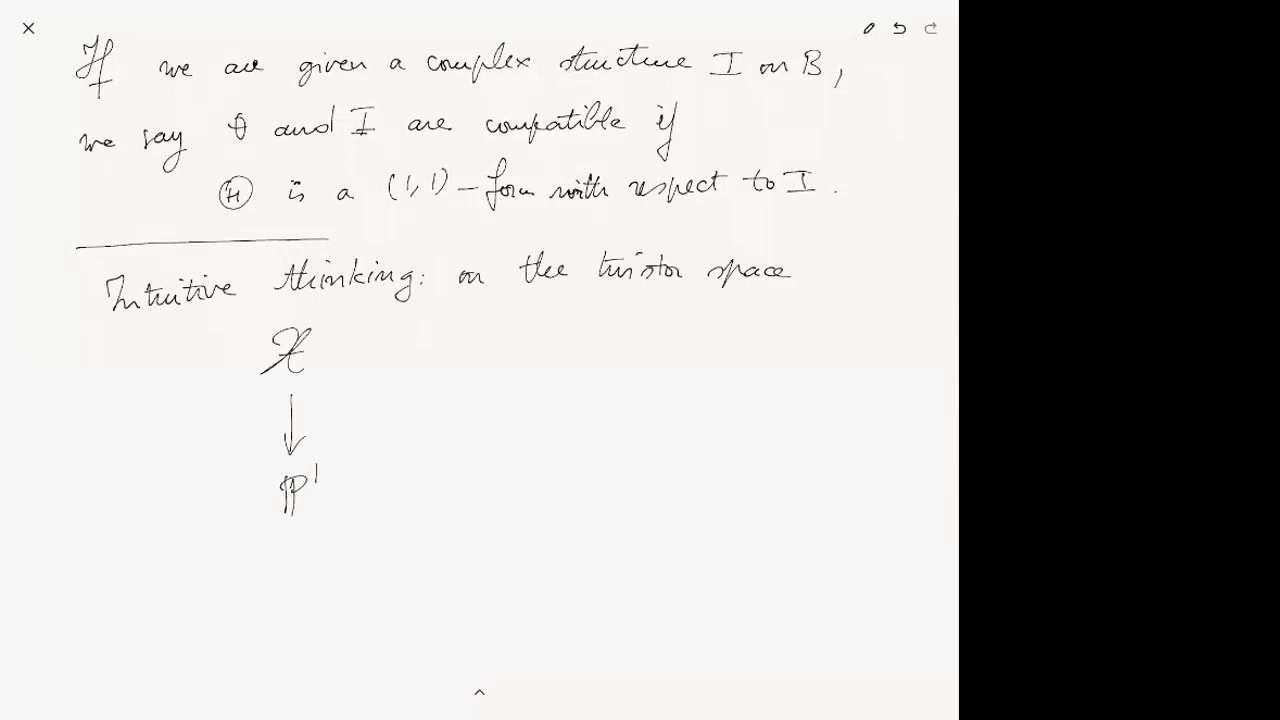 If we are given a complex structure I on B,
we say θ and I are compatible if
Ⓗ is a (1,1)-form with respect to I.
Intuitive thinking: on the twistor space
𝒳
↓
ℙ¹